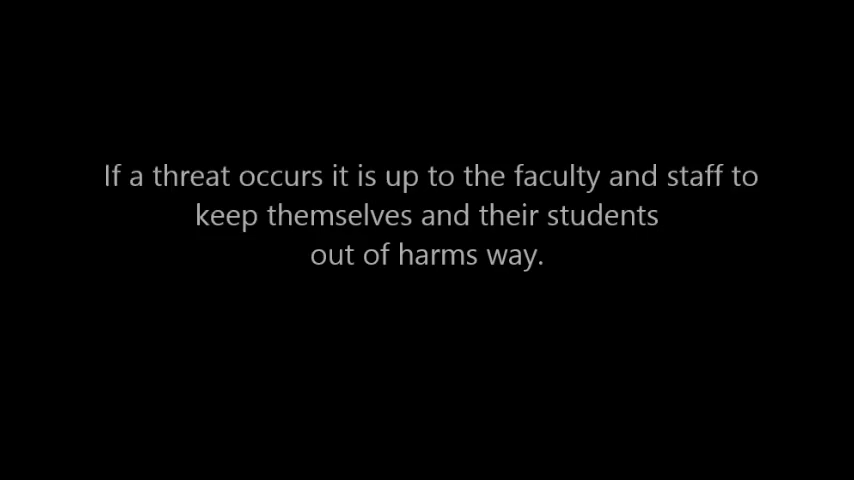 If a threat occurs it is up to the faculty and staff to
keep themselves and their students
out of harms way.